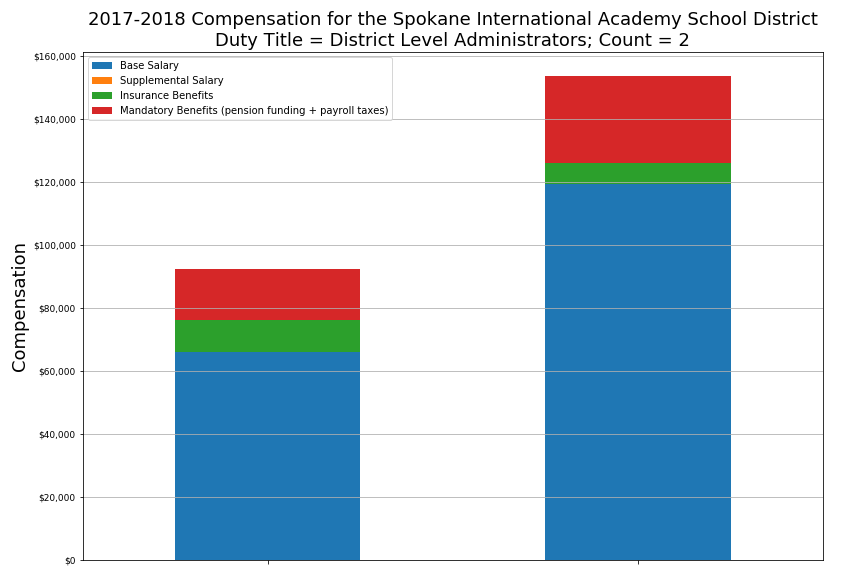 2017-2018 Compensation for the Spokane International Academy School District
Duty Title = District Level Administrators; Count = 2
$160,000
$140,000
$120,000
$100,000
$80,000
$60,000
$40,000
$20,000
$0
Compensation
Base Salary
Supplemental Salary
Insurance Benefits
Mandatory Benefits (pension funding + payroll taxes)